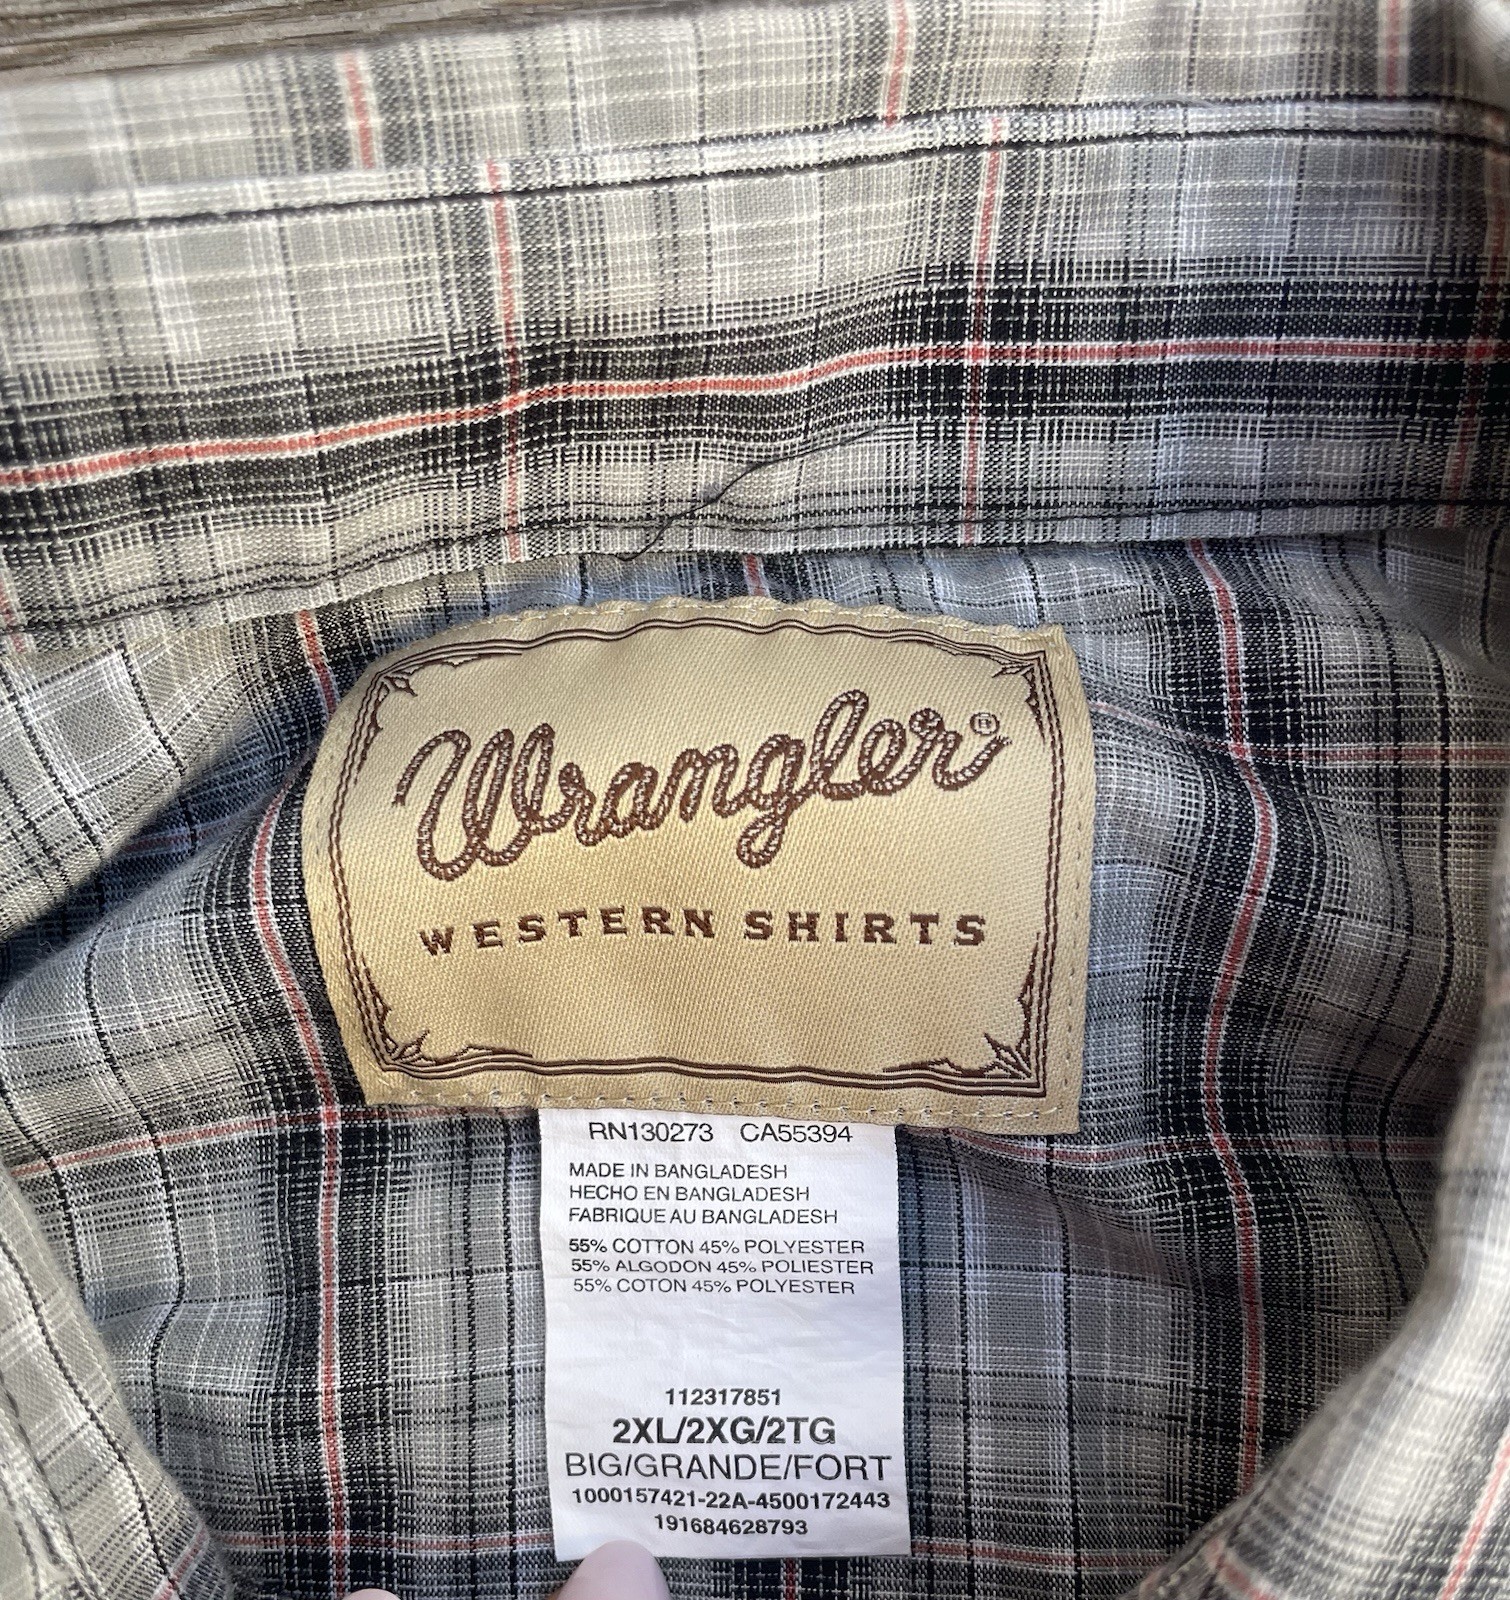 Wrangler®
WESTERN SHIRTS
RN130273 CA55394
MADE IN BANGLADESH
HECHO EN BANGLADESH
FABRIQUE AU BANGLADESH
55% COTTON 45% POLYESTER
55% ALGODON 45% POLIESTER
55% COTON 45% POLYESTER
112317851
2XL/2XG/2TG
BIG/GRANDE/FORT
1000157421-22A-4500172443
191684628793